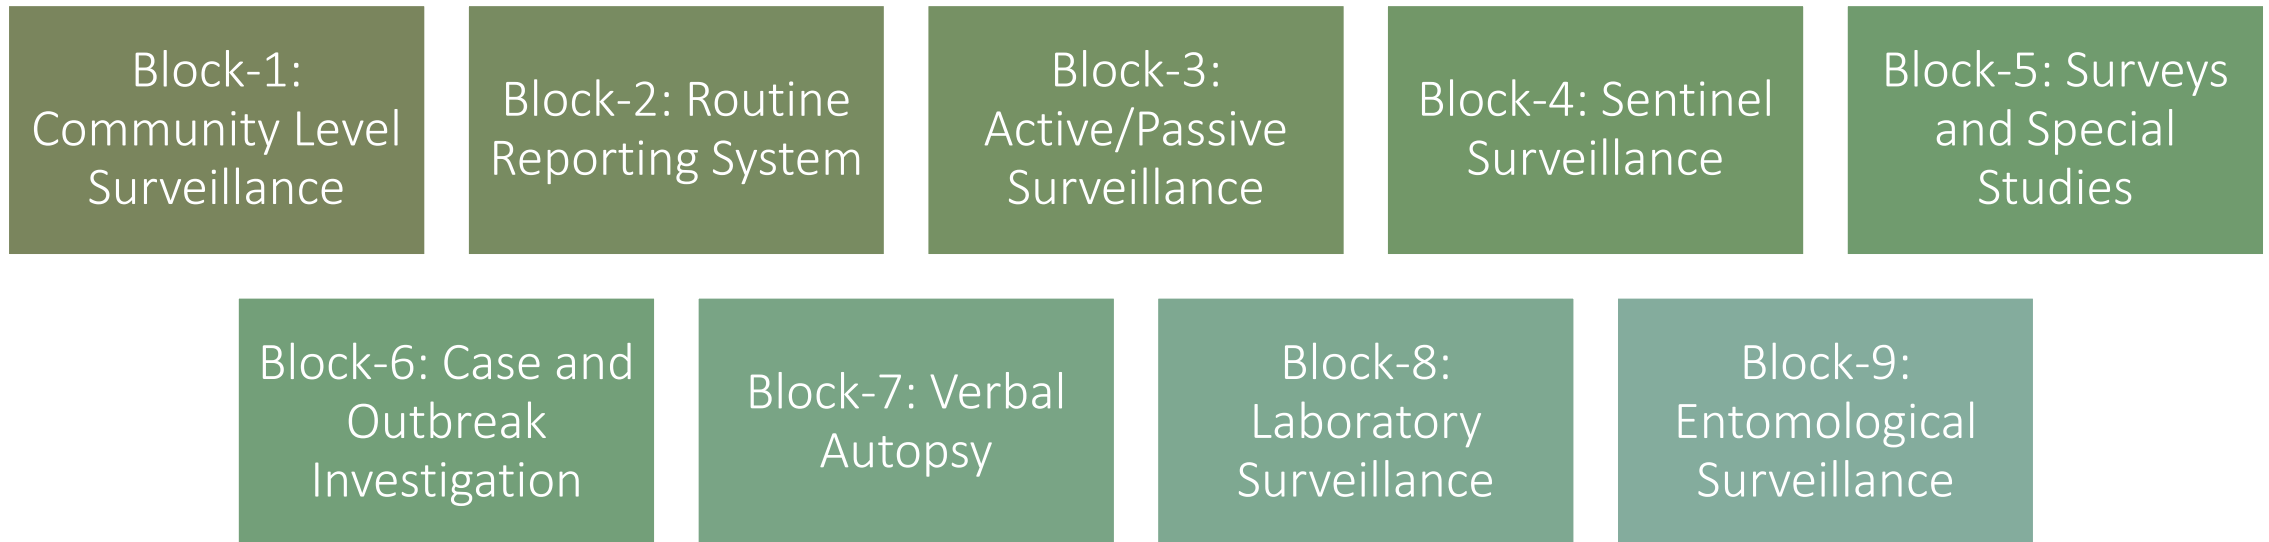 Block-1:
Community Level
Surveillance
Block-2: Routine
Reporting System
Block-3:
Active/Passive
Surveillance
Block-4: Sentinel
Surveillance
Block-5: Surveys
and Special
Studies
Block-6: Case and
Outbreak
Investigation
Block-7: Verbal
Autopsy
Block-8:
Laboratory
Surveillance
Block-9:
Entomological
Surveillance